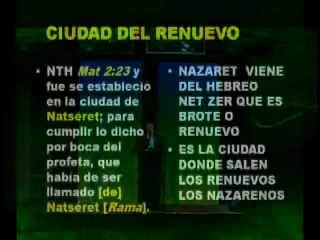 CIUDAD DEL RENUEVO
• NTH Mat 2:23 y
fue se estableció
en la ciudad de
Natséret; para
cumplir lo dicho
por boca del
profeta, que
había de ser
llamado [de]
Natséret [Rama].
• NAZARET VIENE
DEL HEBREO
NET ZER QUE ES
BROTE O
RENUEVO
• ES LA CIUDAD
DONDE SALEN
LOS RENUEVOS
LOS NAZARENOS